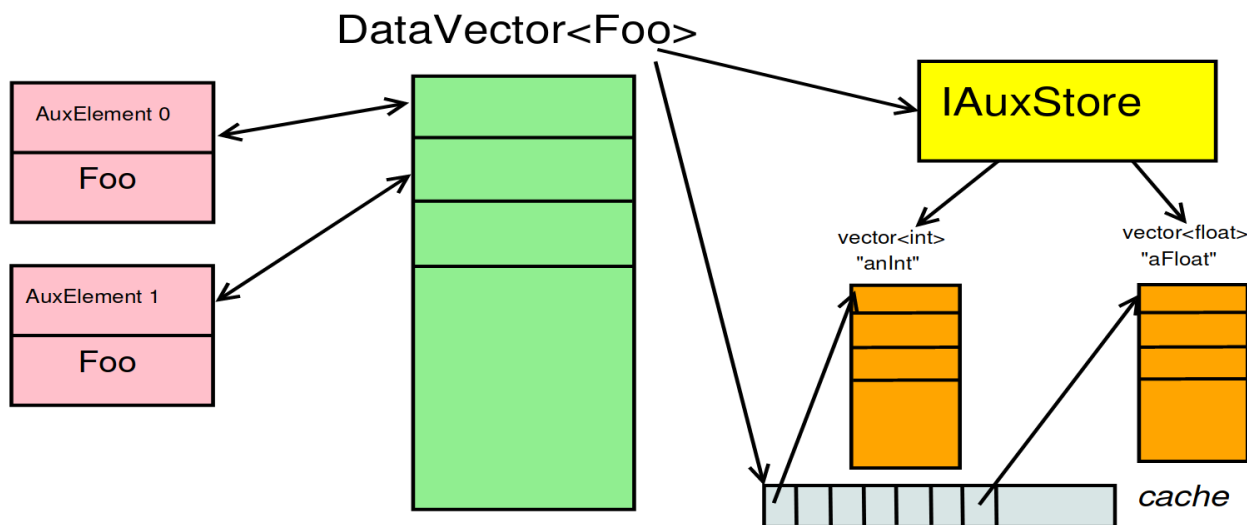 DataVector<Foo>
AuxElement 0
Foo
IAuxStore
AuxElement 1
Foo
vector<int>
"anInt"
vector<float>
"aFloat"
cache